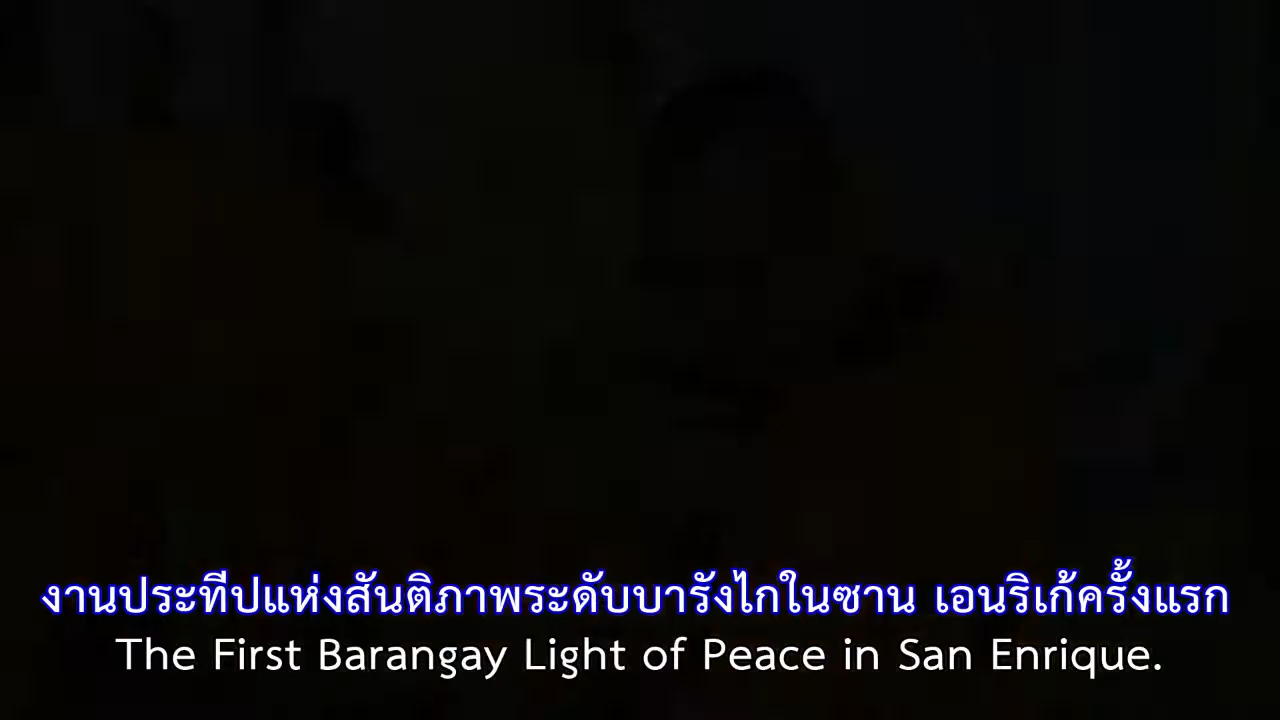 งานประทีปแห่งสันติภาพระดับบารังไกในซาน เอนริเก้ครั้งแรก
The First Barangay Light of Peace in San Enrique.